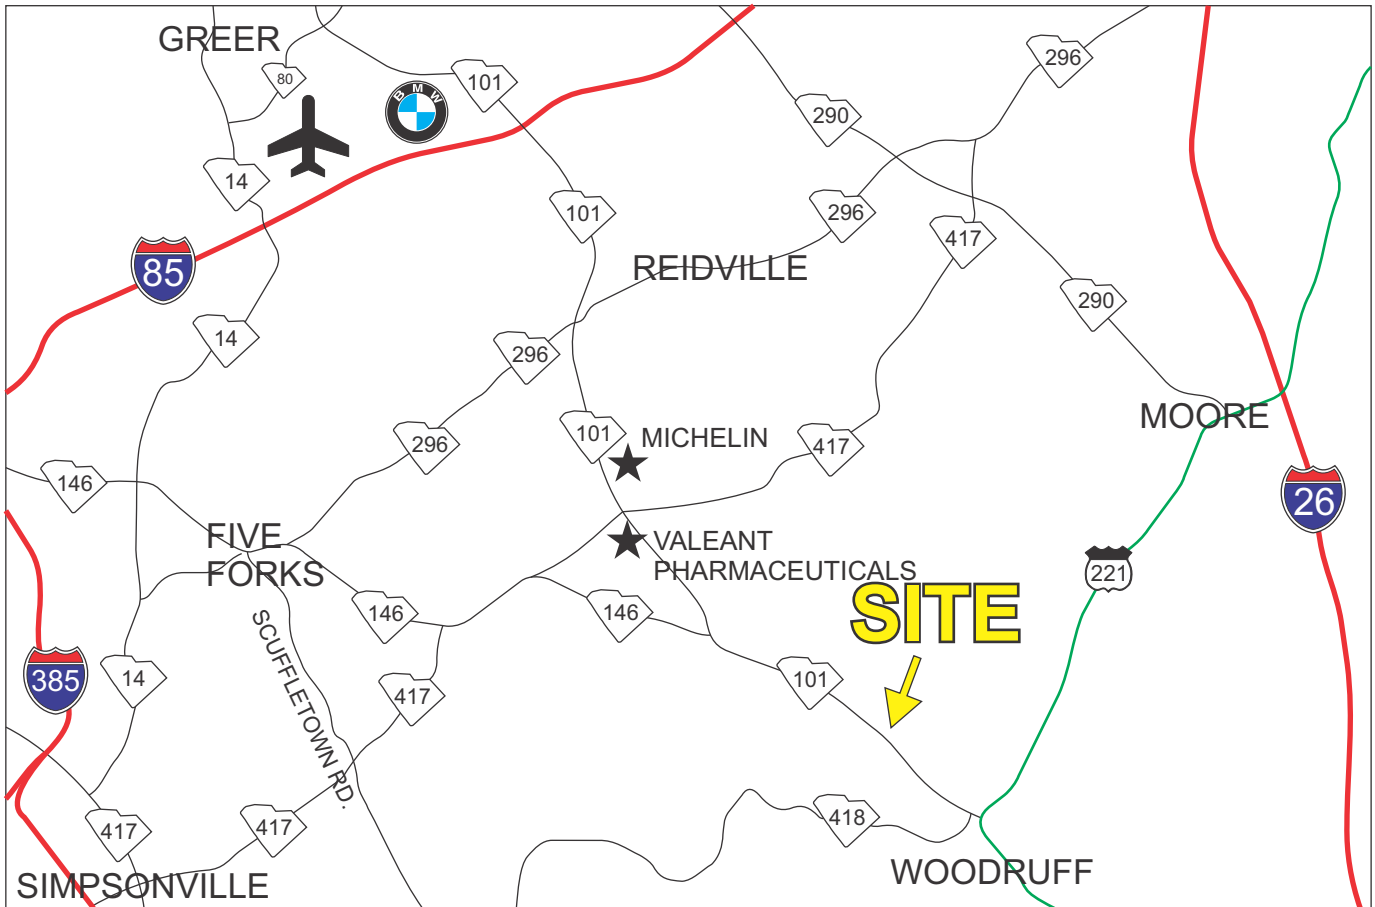 GREER
80
BMW
101
296
290
14
101
296
417
85
REIDVILLE
290
14
296
MOORE
101
MICHELIN
296
417
146
26
FIVE
FORKS
VALEANT
PHARMACEUTICALS
221
SITE
146
146
SCUFFLETOWN RD.
385
14
417
101
417
417
418
SIMPSONVILLE
WOODRUFF